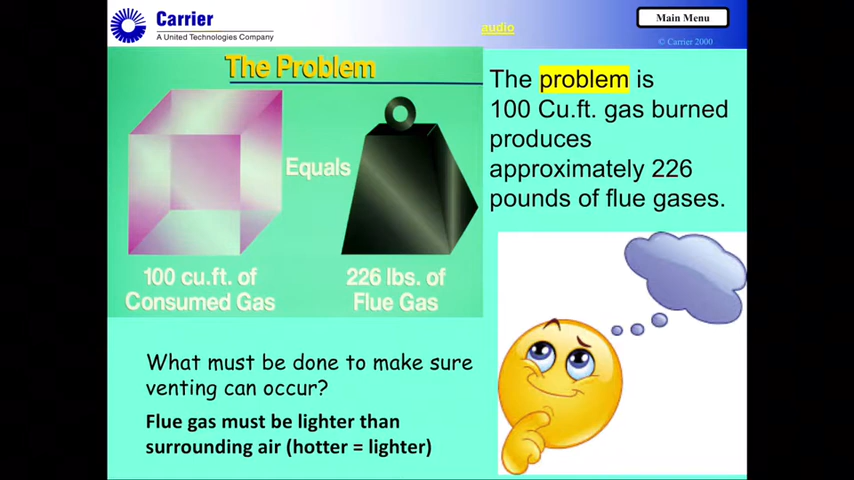 Carrier
A United Technologies Company
audio
Main Menu
© Carrier 2000
The Problem
Equals
100 cu.ft. of
Consumed Gas
226 lbs. of
Flue Gas
The problem is
100 Cu.ft. gas burned
produces
approximately 226
pounds of flue gases.
What must be done to make sure
venting can occur?
Flue gas must be lighter than
surrounding air (hotter = lighter)